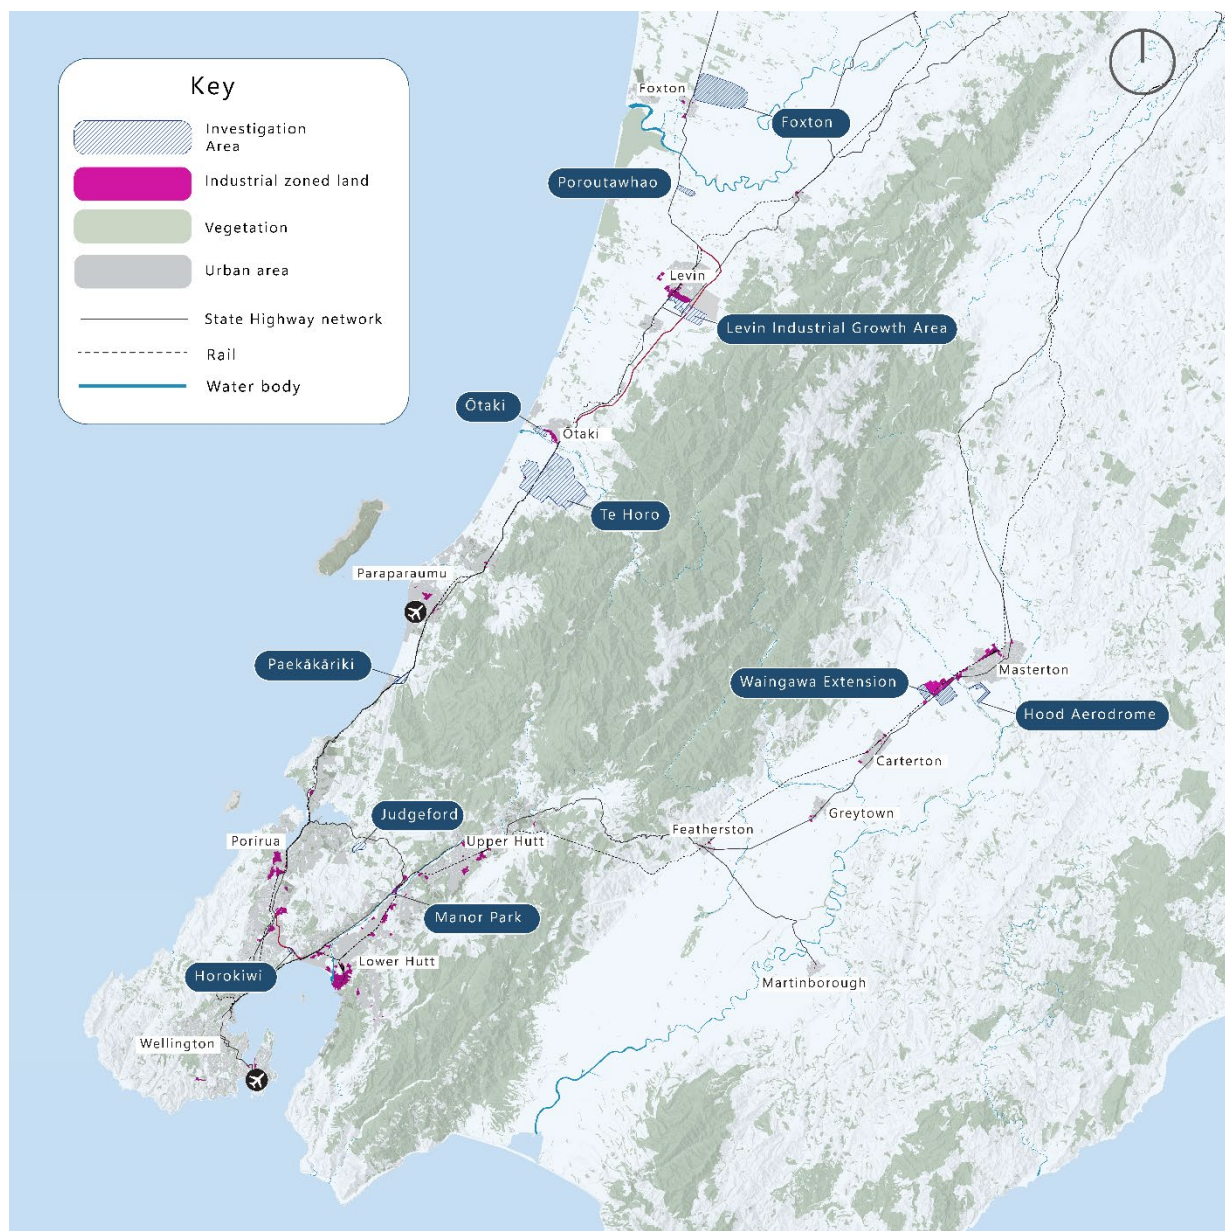 Key
Investigation
Area
Industrial zoned land
Vegetation
Urban area
State Highway network
Rail
Water body
Foxton
Foxton
Poroutawhao
Levin
Levin Industrial Growth Area
Ōtaki
Ōtaki
Te Horo
Paraparaumu
Paekākāriki
Waingawa Extension
Masterton
Hood Aerodrome
Carterton
Greytown
Judgeford
Featherston
Porirua
Upper Hutt
Manor Park
Lower Hutt
Horokiwi
Martinborough
Wellington